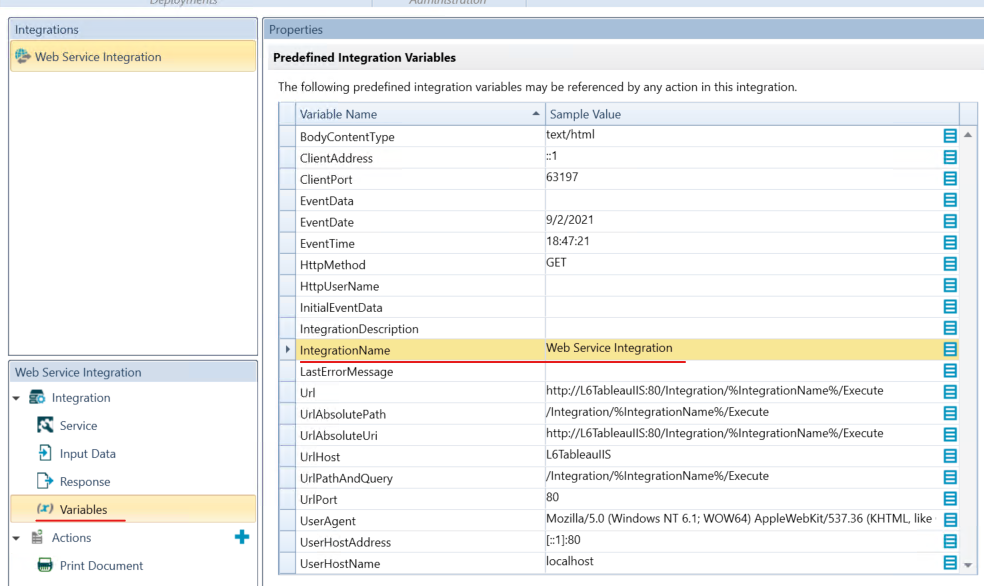 Deployments
Administration
Integrations
Web Service Integration
Web Service Integration
Integration
Service
Input Data
Response
(x) Variables
Actions
Print Document
Properties
Predefined Integration Variables
The following predefined integration variables may be referenced by any action in this integration.
Variable Name Sample Value
BodyContentType text/html
ClientAddress ::1
ClientPort 63197
EventData
EventDate 9/2/2021
EventTime 18:47:21
HttpMethod GET
HttpUserName
InitialEventData
IntegrationDescription
IntegrationName Web Service Integration
LastErrorMessage
Url http://L6TableauIIS:80/Integration/%IntegrationName%/Execute
UrlAbsolutePath /Integration/%IntegrationName%/Execute
UrlAbsoluteUri http://L6TableauIIS:80/Integration/%IntegrationName%/Execute
UrlHost L6TableauIIS
UrlPathAndQuery /Integration/%IntegrationName%/Execute
UrlPort 80
UserAgent Mozilla/5.0 (Windows NT 6.1; WOW64) AppleWebKit/537.36 (KHTML, like
UserHostAddress [::1]:80
UserHostName localhost